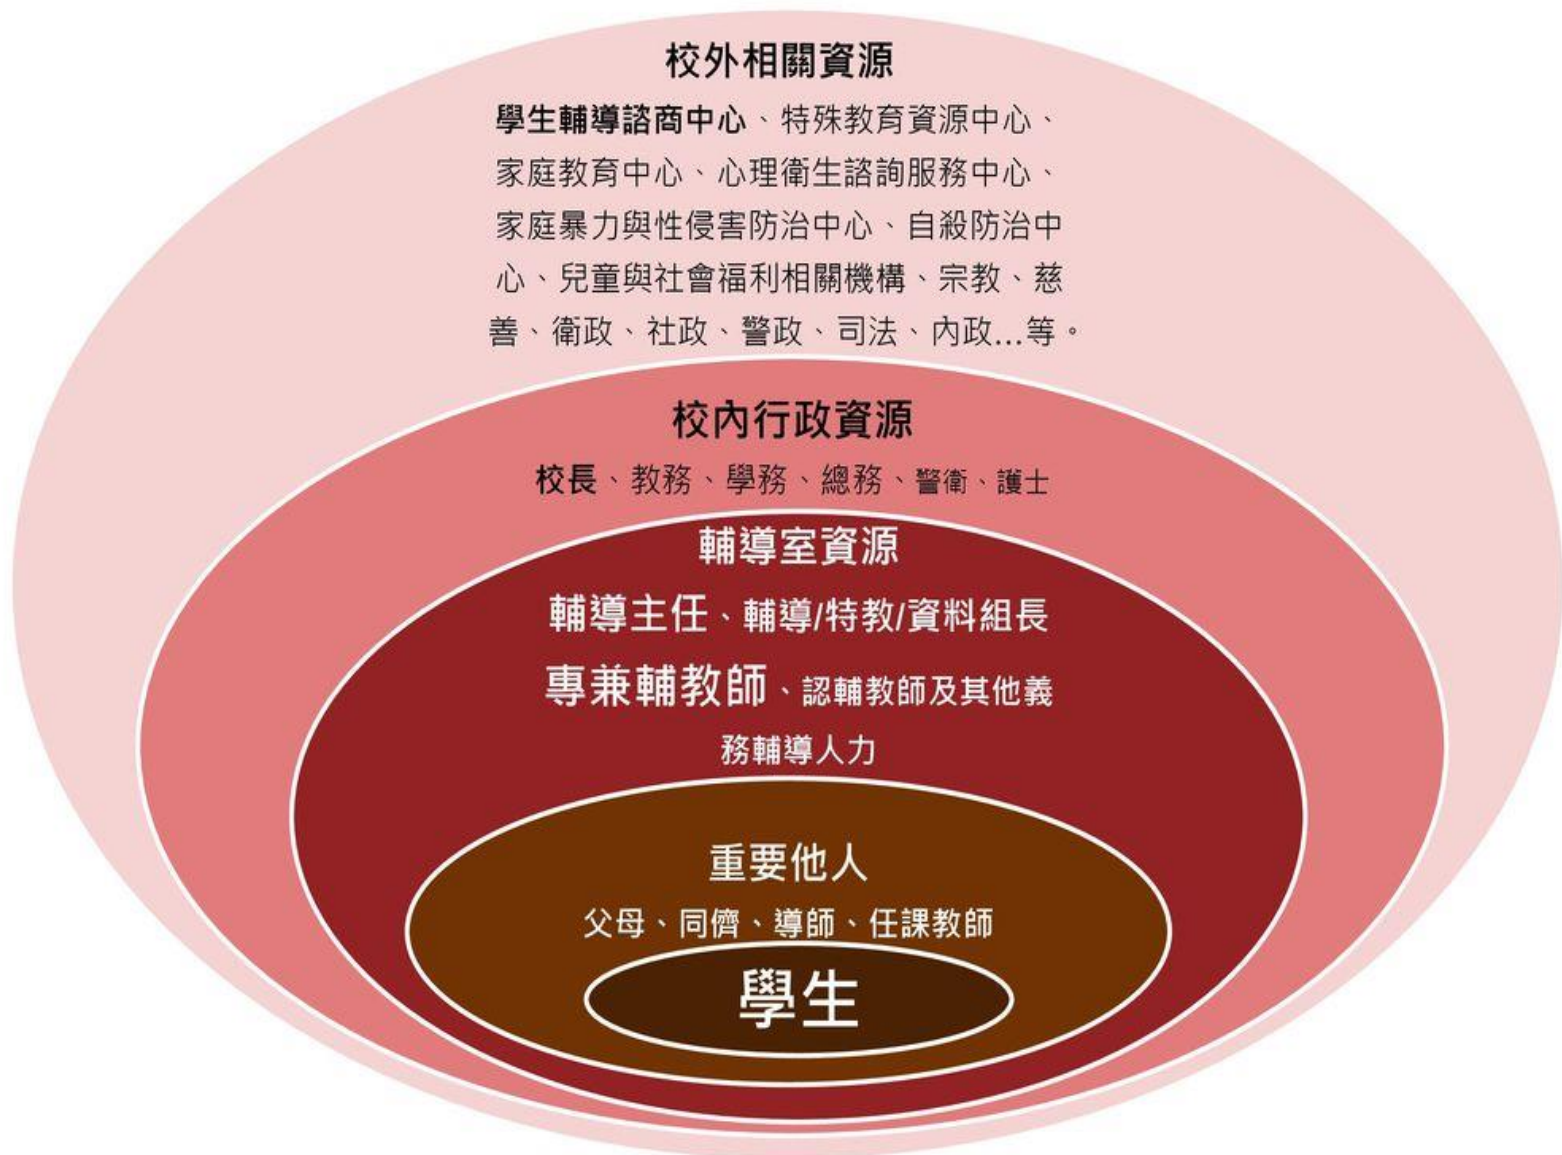 校外相關資源
學生輔導諮商中心、特殊教育資源中心、
家庭教育中心、心理衛生諮詢服務中心、
家庭暴力與性侵害防治中心、自殺防治中
心、兒童與社會福利相關機構、宗教、慈
善、衛政、社政、警政、司法、內政...等。
校內行政資源
校長、教務、學務、總務、警衛、護士
輔導室資源
輔導主任、輔導/特教/資料組長
專兼輔教師、認輔教師及其他義
務輔導人力
重要他人
父母、同儕、導師、任課教師
學生